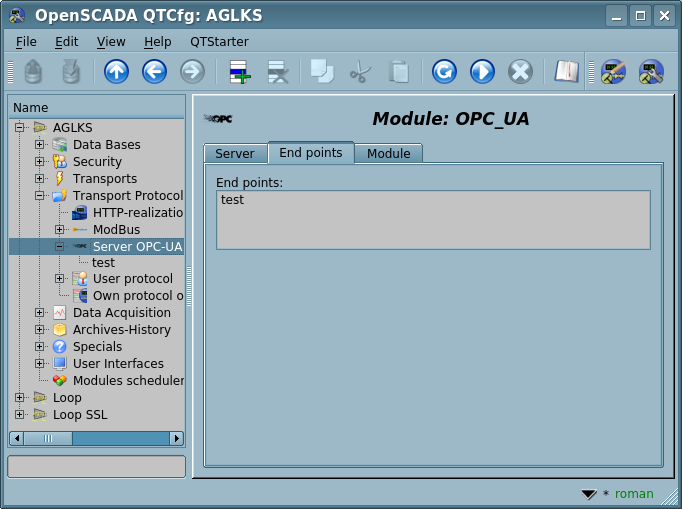 OpenSCADA QTCfg: AGLKS
File Edit View Help QTStarter
Name
AGLKS
Data Bases
Security
Transports
Transport Protocol
HTTP-realizatio
ModBus
Server OPC-UA
test
User protocol
Own protocol o
Data Acquisition
Archives-History
Specials
User Interfaces
Modules scheduler
Loop
Loop SSL
OPC Module: OPC_UA
Server End points Module
End points:
test
* roman